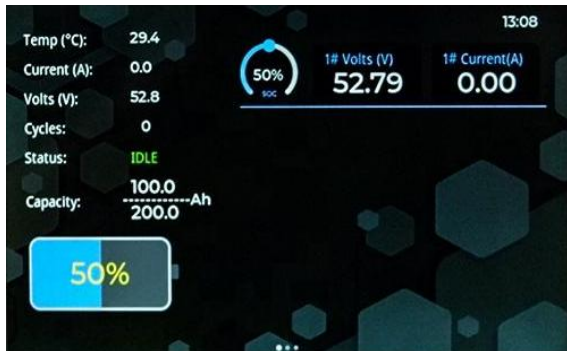 13:08
Temp (°C): 29.4
Current (A): 0.0
Volts (V): 52.8
Cycles: 0
Status: IDLE
Capacity: 100.0
200.0 Ah
50%
50%
SOC
1# Volts (V)
52.79
1# Current(A)
0.00